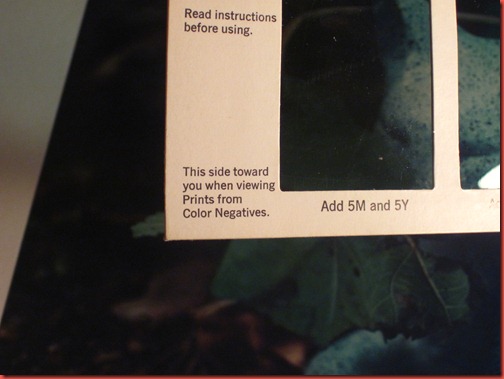 Read instructions
before using.
This side toward
you when viewing
Prints from
Color Negatives.
Add 5M and 5Y